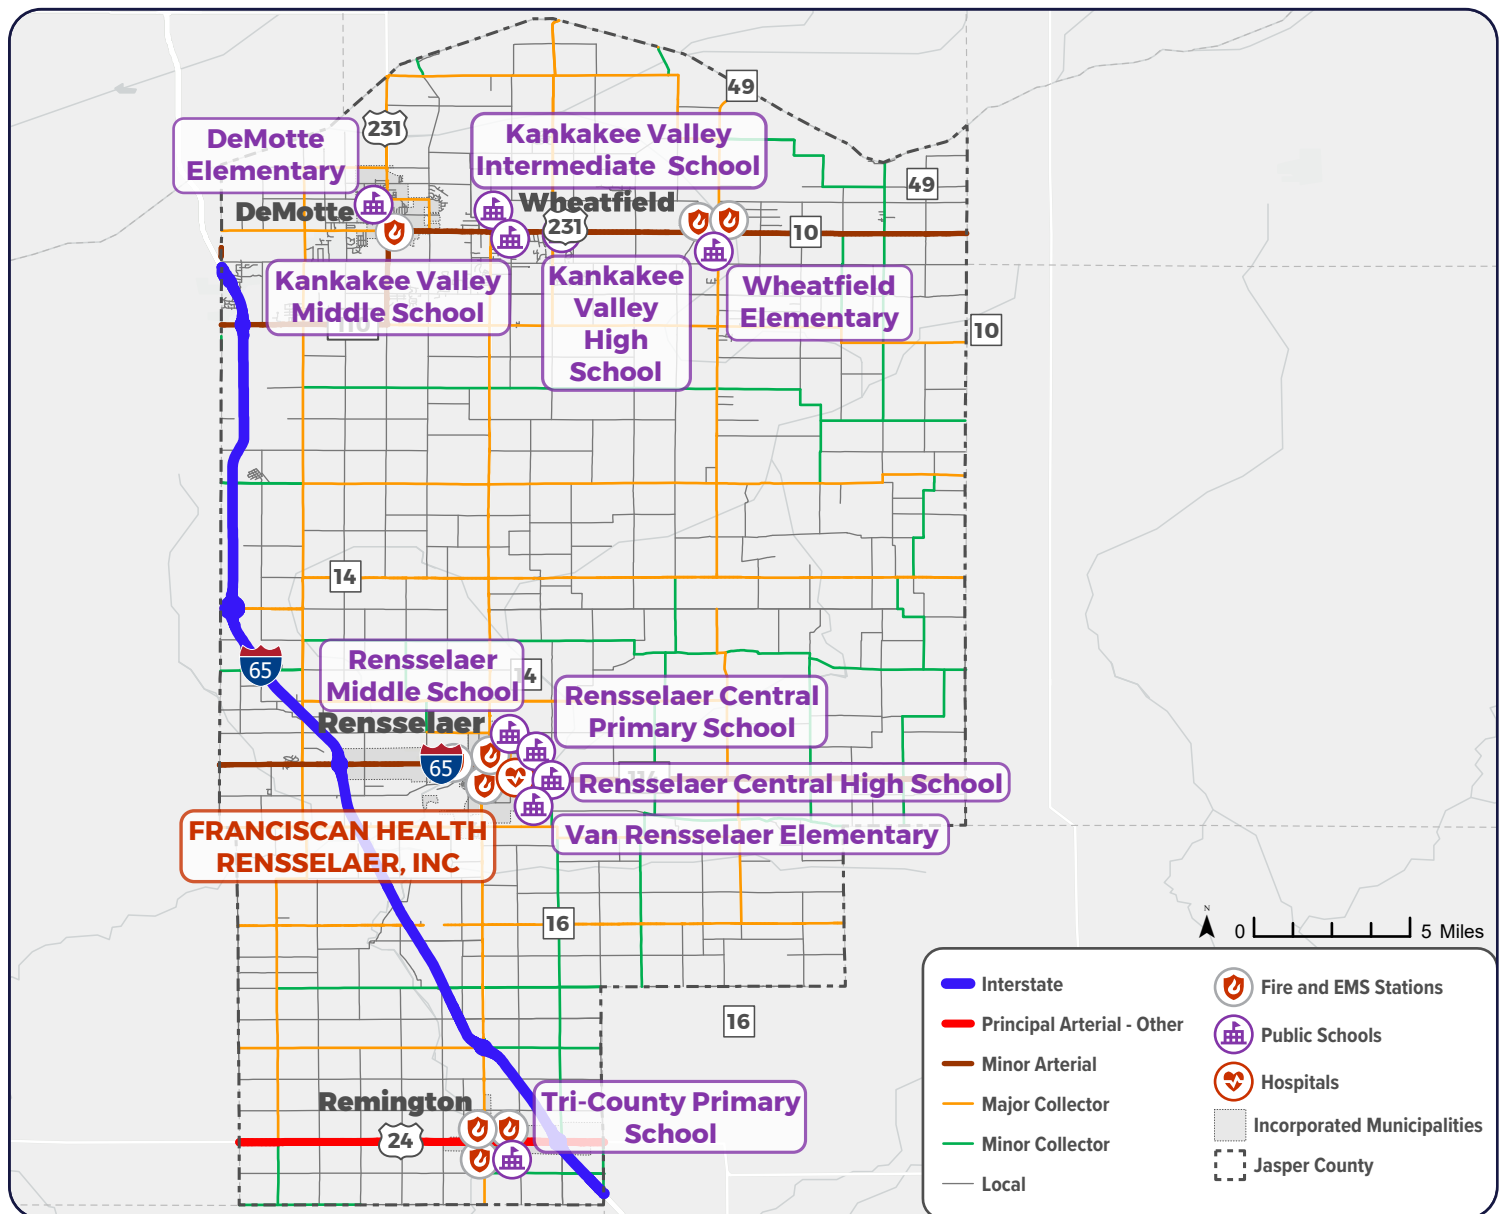 49
231
DeMotte
Elementary
Kankakee Valley
Intermediate School
49
DeMotte
Wheatfield
231
10
Kankakee Valley
Middle School
Kankakee
Valley
High
School
Wheatfield
Elementary
10
14
65
Rensselaer
Middle School
Rensselaer Central
Primary School
Rensselaer
65
Rensselaer Central High School
FRANCISCAN HEALTH
RENSSELAER, INC
Van Rensselaer Elementary
16
N
0 5 Miles
16
Remington
24
Tri-County Primary
School
Interstate
Principal Arterial - Other
Minor Arterial
Major Collector
Minor Collector
Local
Fire and EMS Stations
Public Schools
Hospitals
Incorporated Municipalities
Jasper County